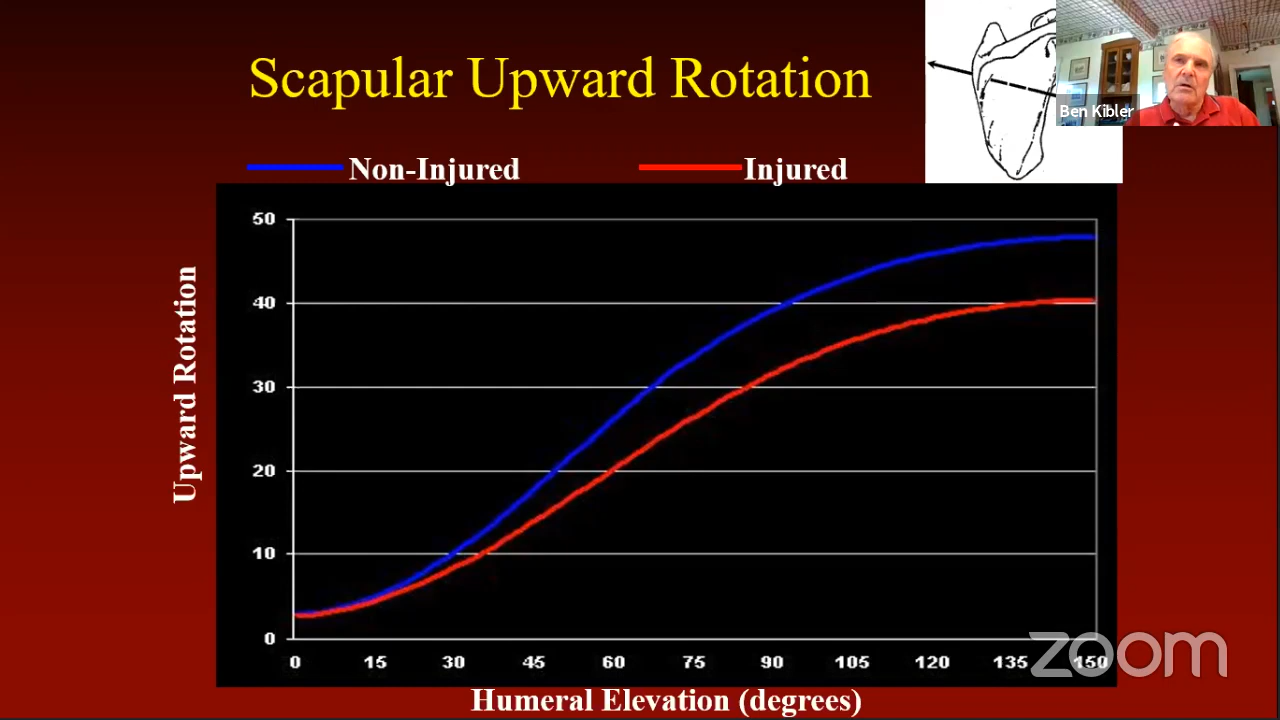 Scapular Upward Rotation
Ben Kibler
Non-Injured
Injured
Upward Rotation
50
40
30
20
10
0
0 15 30 45 60 75 90 105 120 135 150
Humeral Elevation (degrees)
zoom